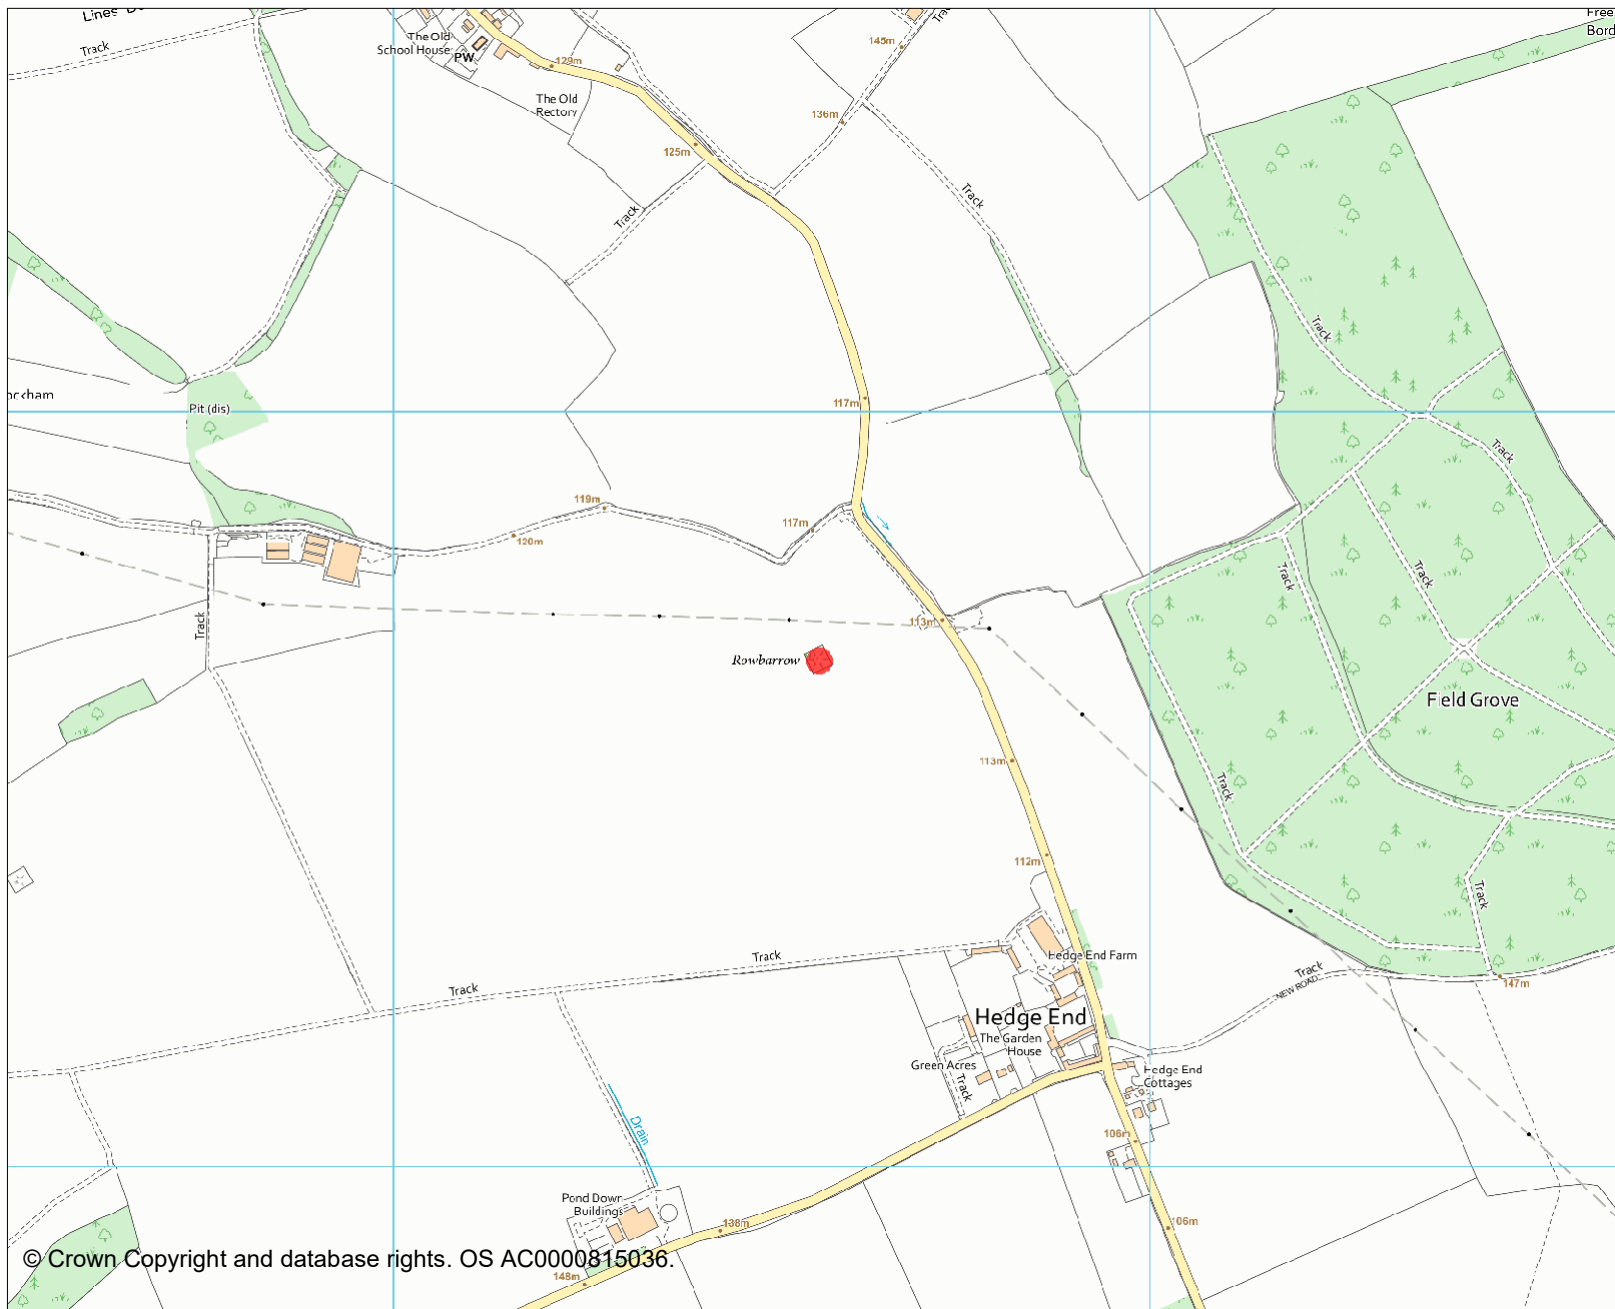 Track
The Old
School House
PW
129m
The Old
Rectory
125m
Track
145m
136m
Track
Free
Bord
Track
Pit (dis)
117m
Track
119m
120m
117m
Track
Track
Track
113m
Rowbarrow
Field Grove
113m
Track
112m
Track
Hedge End Farm
Track
Track
Track
NEW ROAD
147m
Hedge End
The Garden
House
Green Acres
Track
Hedge End
Cottages
Drain
106m
Pond Down
Buildings
138m
106m
148m
© Crown Copyright and database rights. OS AC0000815036.